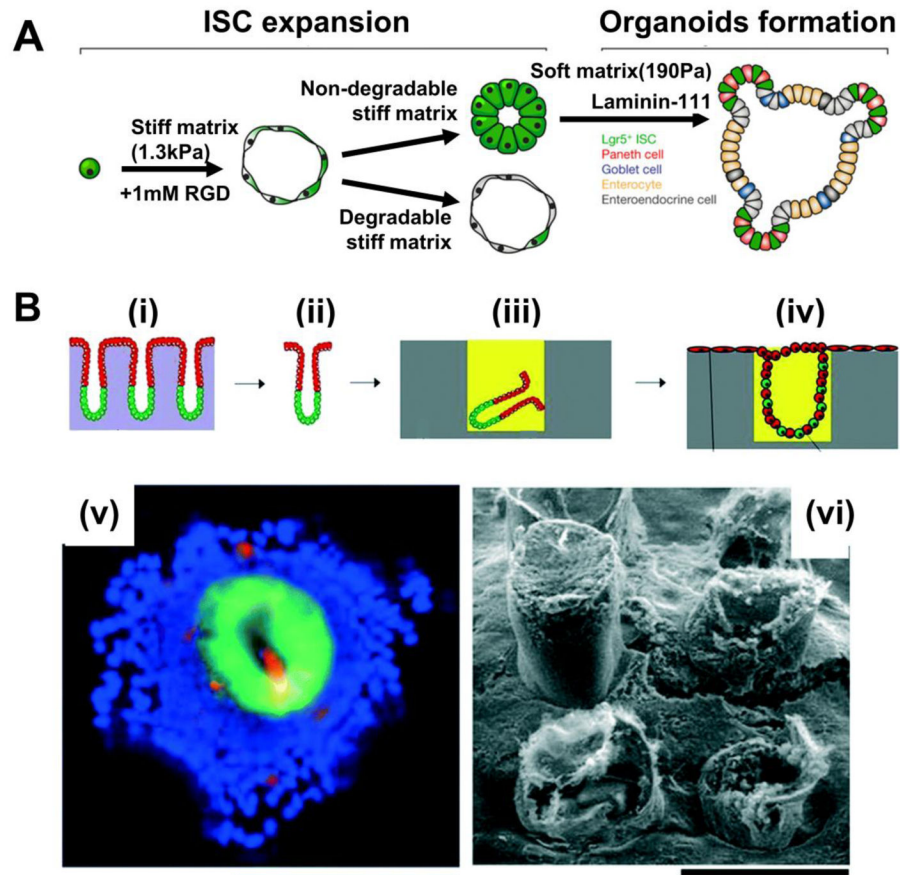 A
ISC expansion
Organoids formation
Stiff matrix
(1.3kPa)
+1mM RGD
Non-degradable
stiff matrix
Degradable
stiff matrix
Soft matrix(190Pa)
Laminin-111
Lgr5⁺ ISC
Paneth cell
Goblet cell
Enterocyte
Enteroendocrine cell
B
(i)
(ii)
(iii)
(iv)
(v)
(vi)